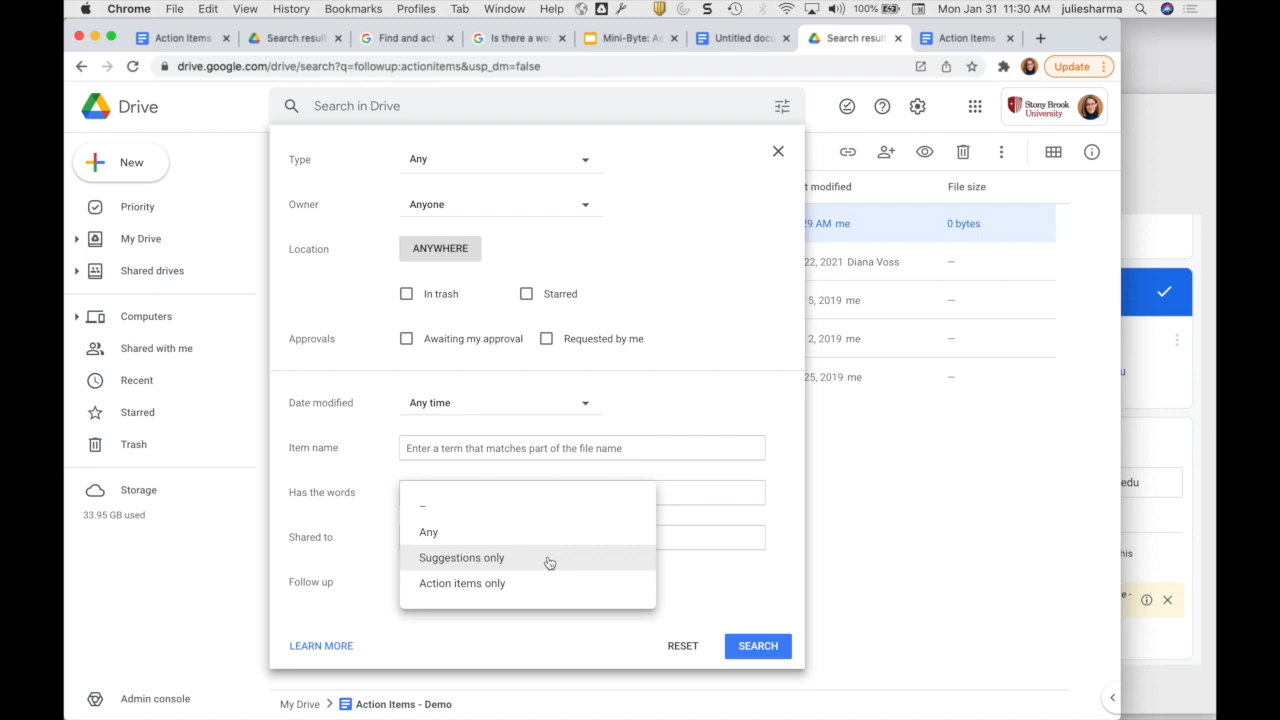 Chrome File Edit View History Bookmarks Profiles Tab Window Help 100% Mon Jan 31 11:30 AM juliesharma
Action Items Search result Find and act Is there a wo Mini-Byte: As Untitled docu Search result Action Items
drive.google.com/drive/search?q=followup:actionitems&usp_dm=false Update
Drive Search in Drive Stony Brook
University
New
Type Any
Owner Anyone
Location ANYWHERE
In trash Starred
Approvals Awaiting my approval Requested by me
Date modified Any time
Item name Enter a term that matches part of the file name
Has the words
–
Any
Shared to
Suggestions only
Follow up
Action items only
LEARN MORE RESET SEARCH
Priority
My Drive
Shared drives
Computers
Shared with me
Recent
Starred
Trash
Storage
33.95 GB used
Admin console
t modified File size
29 AM me 0 bytes
22, 2021 Diana Voss –
5, 2019 me –
2, 2019 me –
25, 2019 me –
My Drive > Action Items - Demo
u
edu
his
e -